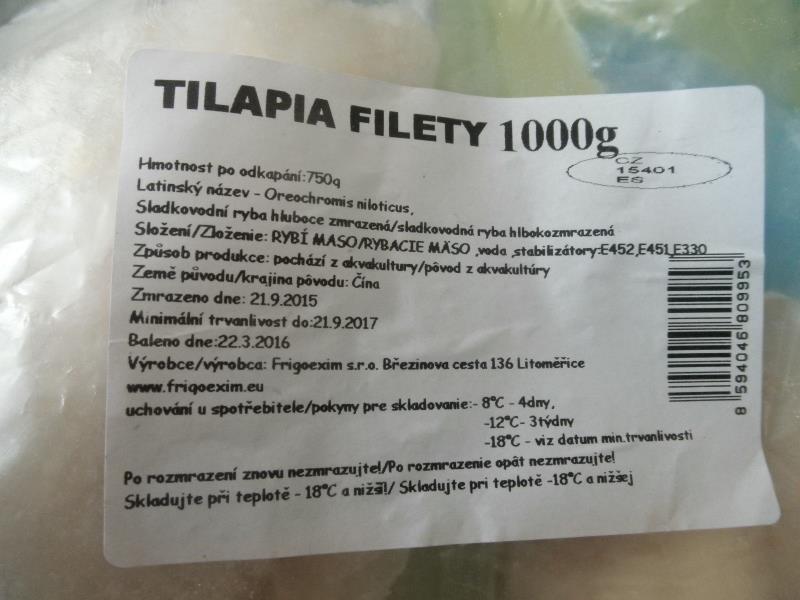 TILAPIA FILETY 1000g
CZ
15401
ES
Hmotnost po odkapání:750g
Latinský název - Oreochromis niloticus,
Sladkovodní ryba hluboce zmrazená/sladkovodná ryba hlbokozmrazená
Složení/Zloženie: RYBÍ MASO/RYBACIE MÄSO ,voda ,stabilizátory:E452,E451,E330
Způsob produkce: pochází z akvakultury/pôvod z akvakultúry
Země původu/krajina pôvodu: Čína
Zmrazeno dne: 21.9.2015
Minimální trvanlivost do:21.9.2017
Baleno dne:22.3.2016
Výrobce/výrobca: Frigoexim s.r.o. Březinova cesta 136 Litoměřice
www.frigoexim.eu
uchování u spotřebitele/pokyny pre skladovanie:- 8°C - 4dny,
-12°C- 3týdny
-18°C - viz datum min.trvanlivosti
Po rozmrazení znovu nezmrazujte!/Po rozmrazenie opät nezmrazujte!
Skladujte při teplotě - 18°C a nižší!/ Skladujte pri teplote -18°C a nižšej
8 594046 809953